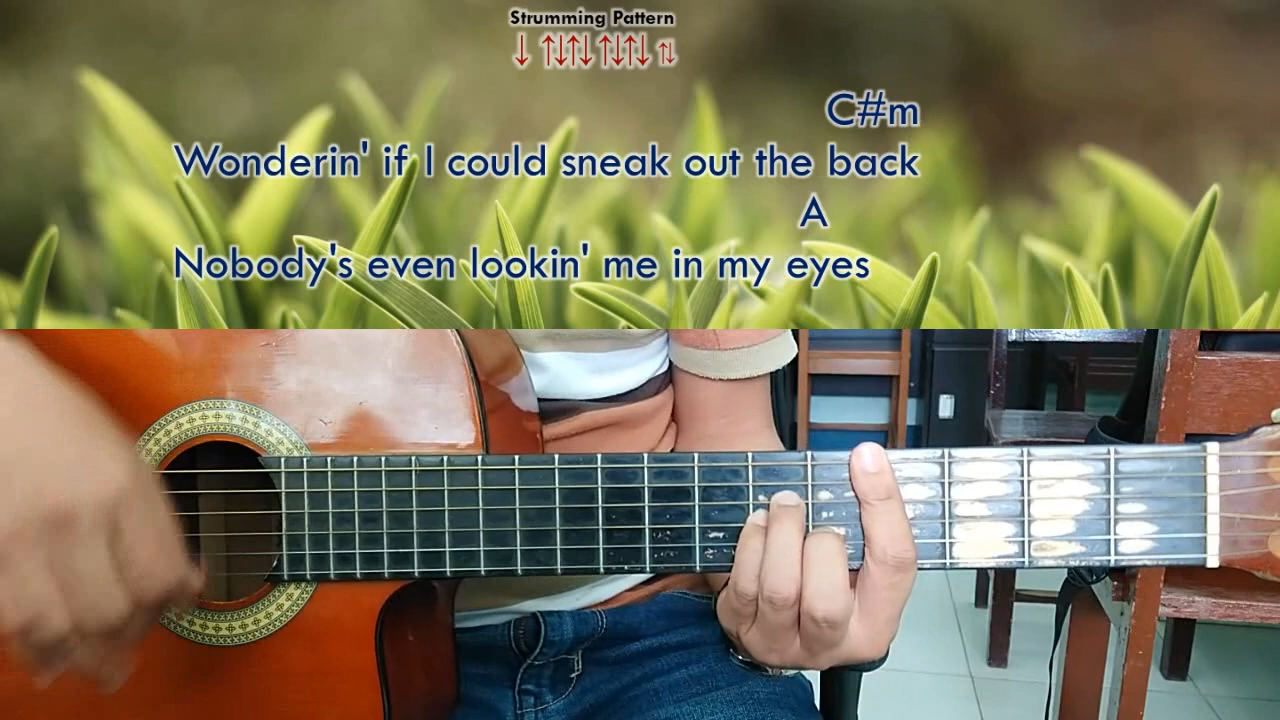 Strumming Pattern
↓ ↑↓↑↓ ↑↓↑↓ ↑↓
C#m
Wonderin' if I could sneak out the back
A
Nobody's even lookin' me in my eyes